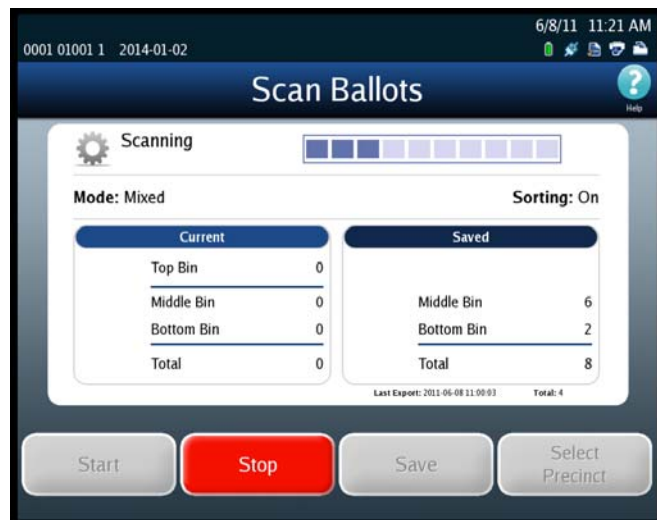 6/8/11 11:21 AM
0001 01001 1 2014-01-02
Scan Ballots
Help
Scanning
Mode: Mixed Sorting: On
Current Saved
Top Bin 0
Middle Bin 0 Middle Bin 6
Bottom Bin 0 Bottom Bin 2
Total 0 Total 8
Last Export: 2011-06-08 11:00:03 Total: 4
Start Stop Save Select
Precinct